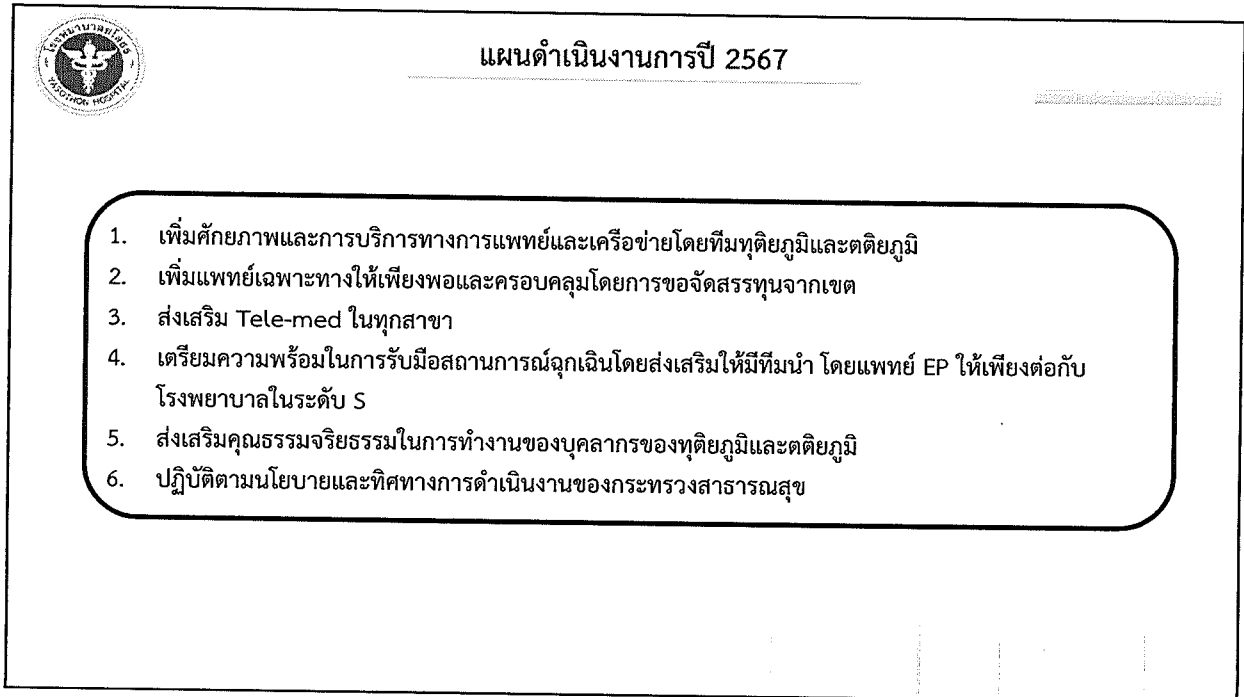 โรงพยาบาลยโสธร
YASOTHON HOSPITAL
แผนดำเนินงานการปี 2567
1. เพิ่มศักยภาพและการบริการทางการแพทย์และเครือข่ายโดยทีมทุติยภูมิและตติยภูมิ
2. เพิ่มแพทย์เฉพาะทางให้เพียงพอและครอบคลุมโดยการขอจัดสรรทุนจากเขต
3. ส่งเสริม Tele-med ในทุกสาขา
4. เตรียมความพร้อมในการรับมือสถานการณ์ฉุกเฉินโดยส่งเสริมให้มีทีมนำ โดยแพทย์ EP ให้เพียงต่อกับ
โรงพยาบาลในระดับ S
5. ส่งเสริมคุณธรรมจริยธรรมในการทำงานของบุคลากรของทุติยภูมิและตติยภูมิ
6. ปฏิบัติตามนโยบายและทิศทางการดำเนินงานของกระทรวงสาธารณสุข